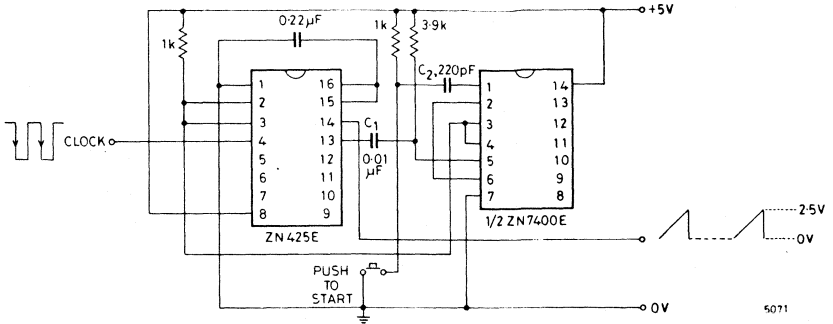 +5V
0·22µF
1k
1k
3·9k
C2, 220pF
1
2
3
4
5
6
7
8
16
15
14
13
12
11
10
9
ZN425E
CLOCK
C1
0·01
µF
1
2
3
4
5
6
7
14
13
12
11
10
9
8
1/2 ZN7400E
2·5V
0V
PUSH
TO
START
0V
5071